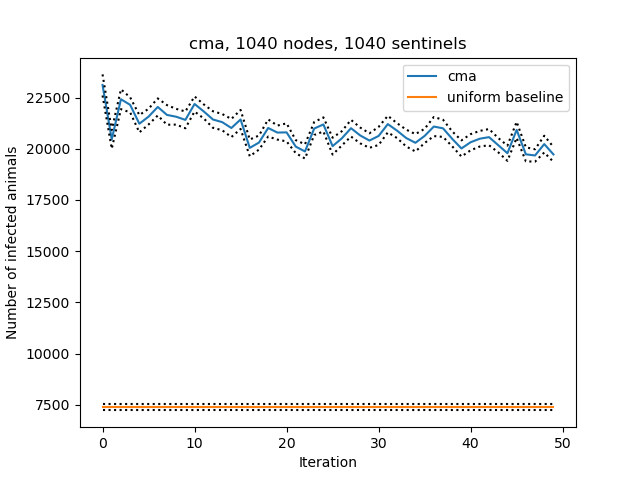 cma, 1040 nodes, 1040 sentinels
cma
uniform baseline
Number of infected animals
22500
20000
17500
15000
12500
10000
7500
0 10 20 30 40 50
Iteration